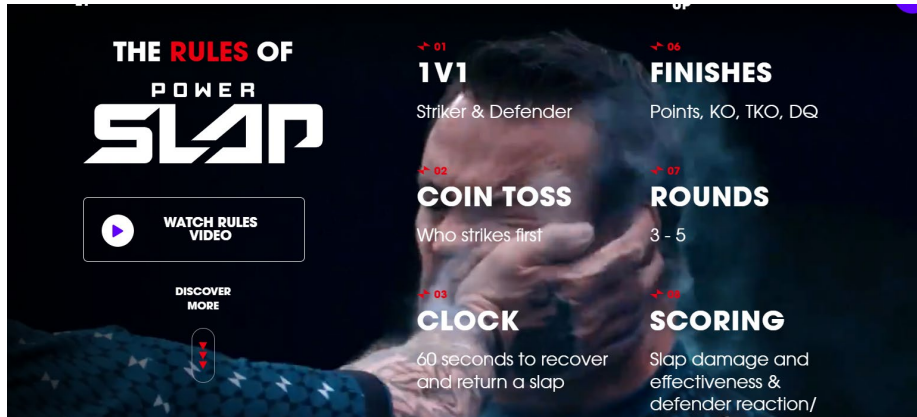 UP
THE RULES OF
POWER
SLAP
WATCH RULES
VIDEO
DISCOVER
MORE
01
1V1
Striker & Defender
02
COIN TOSS
Who strikes first
03
CLOCK
60 seconds to recover
and return a slap
06
FINISHES
Points, KO, TKO, DQ
07
ROUNDS
3 - 5
08
SCORING
Slap damage and
effectiveness &
defender reaction/